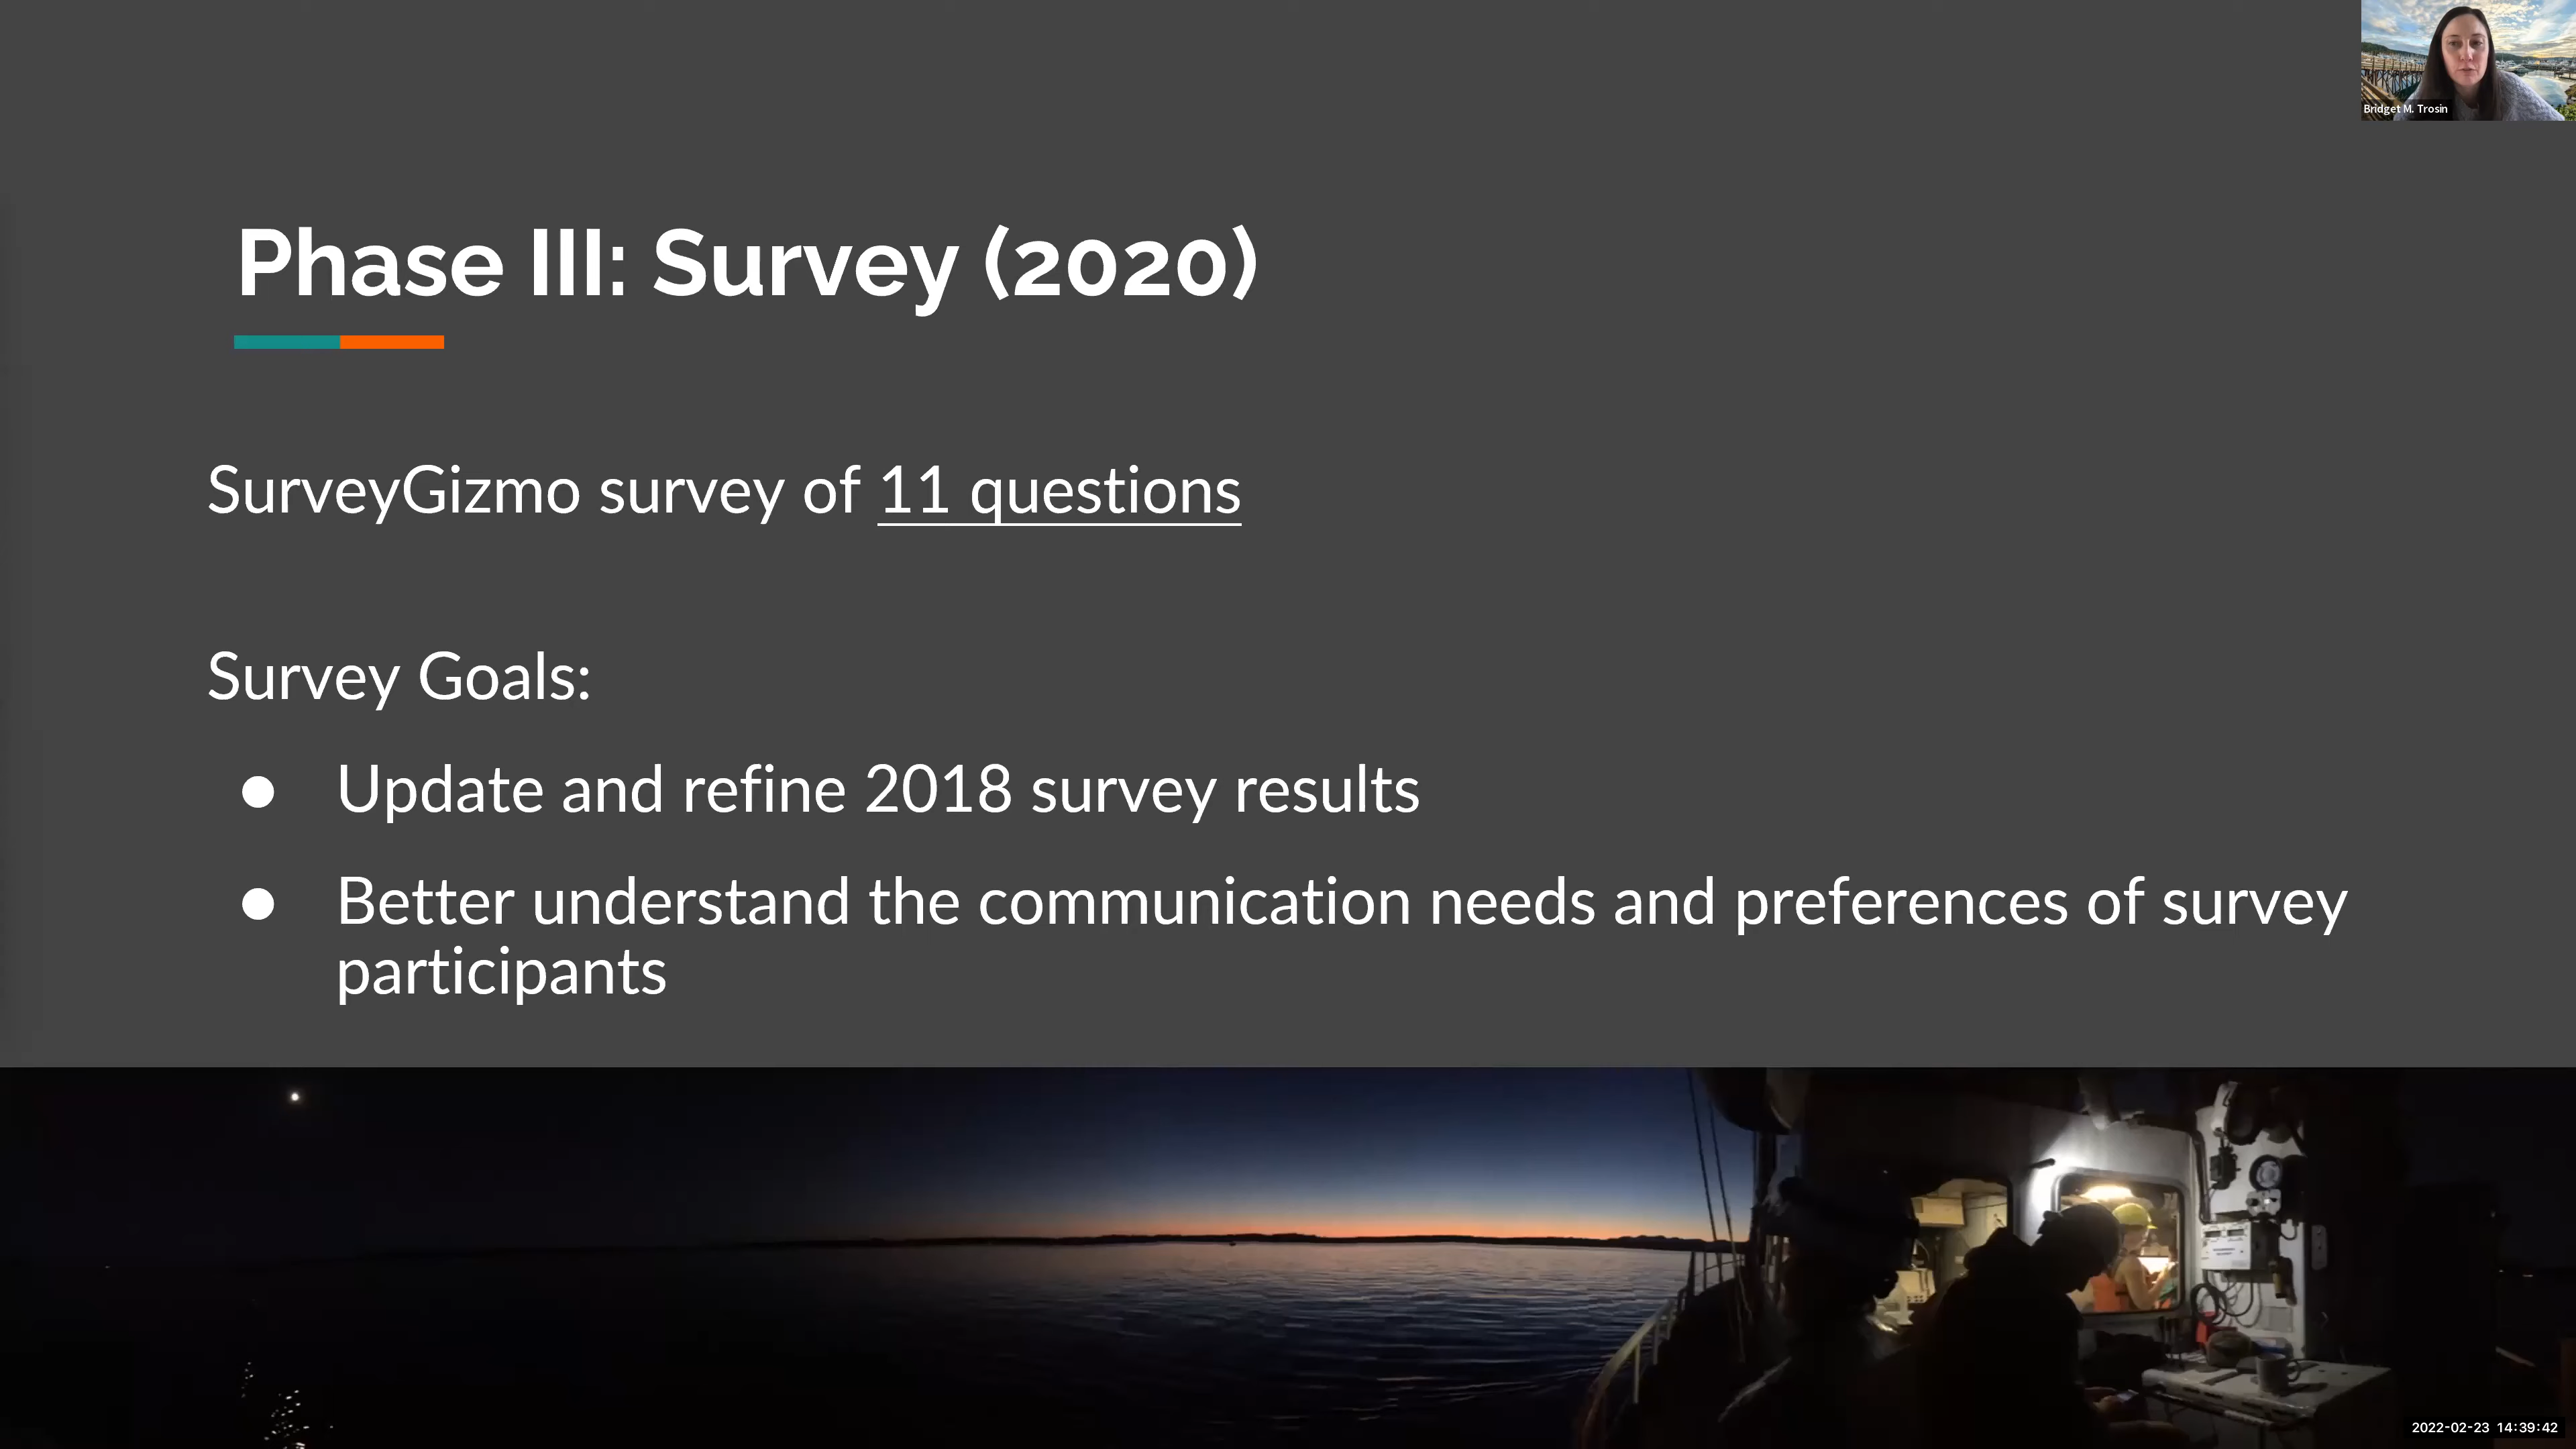 Bridget M. Trosin
Phase III: Survey (2020)
SurveyGizmo survey of 11 questions
Survey Goals:
● Update and refine 2018 survey results
● Better understand the communication needs and preferences of survey
participants
2022-02-23 14:39:42